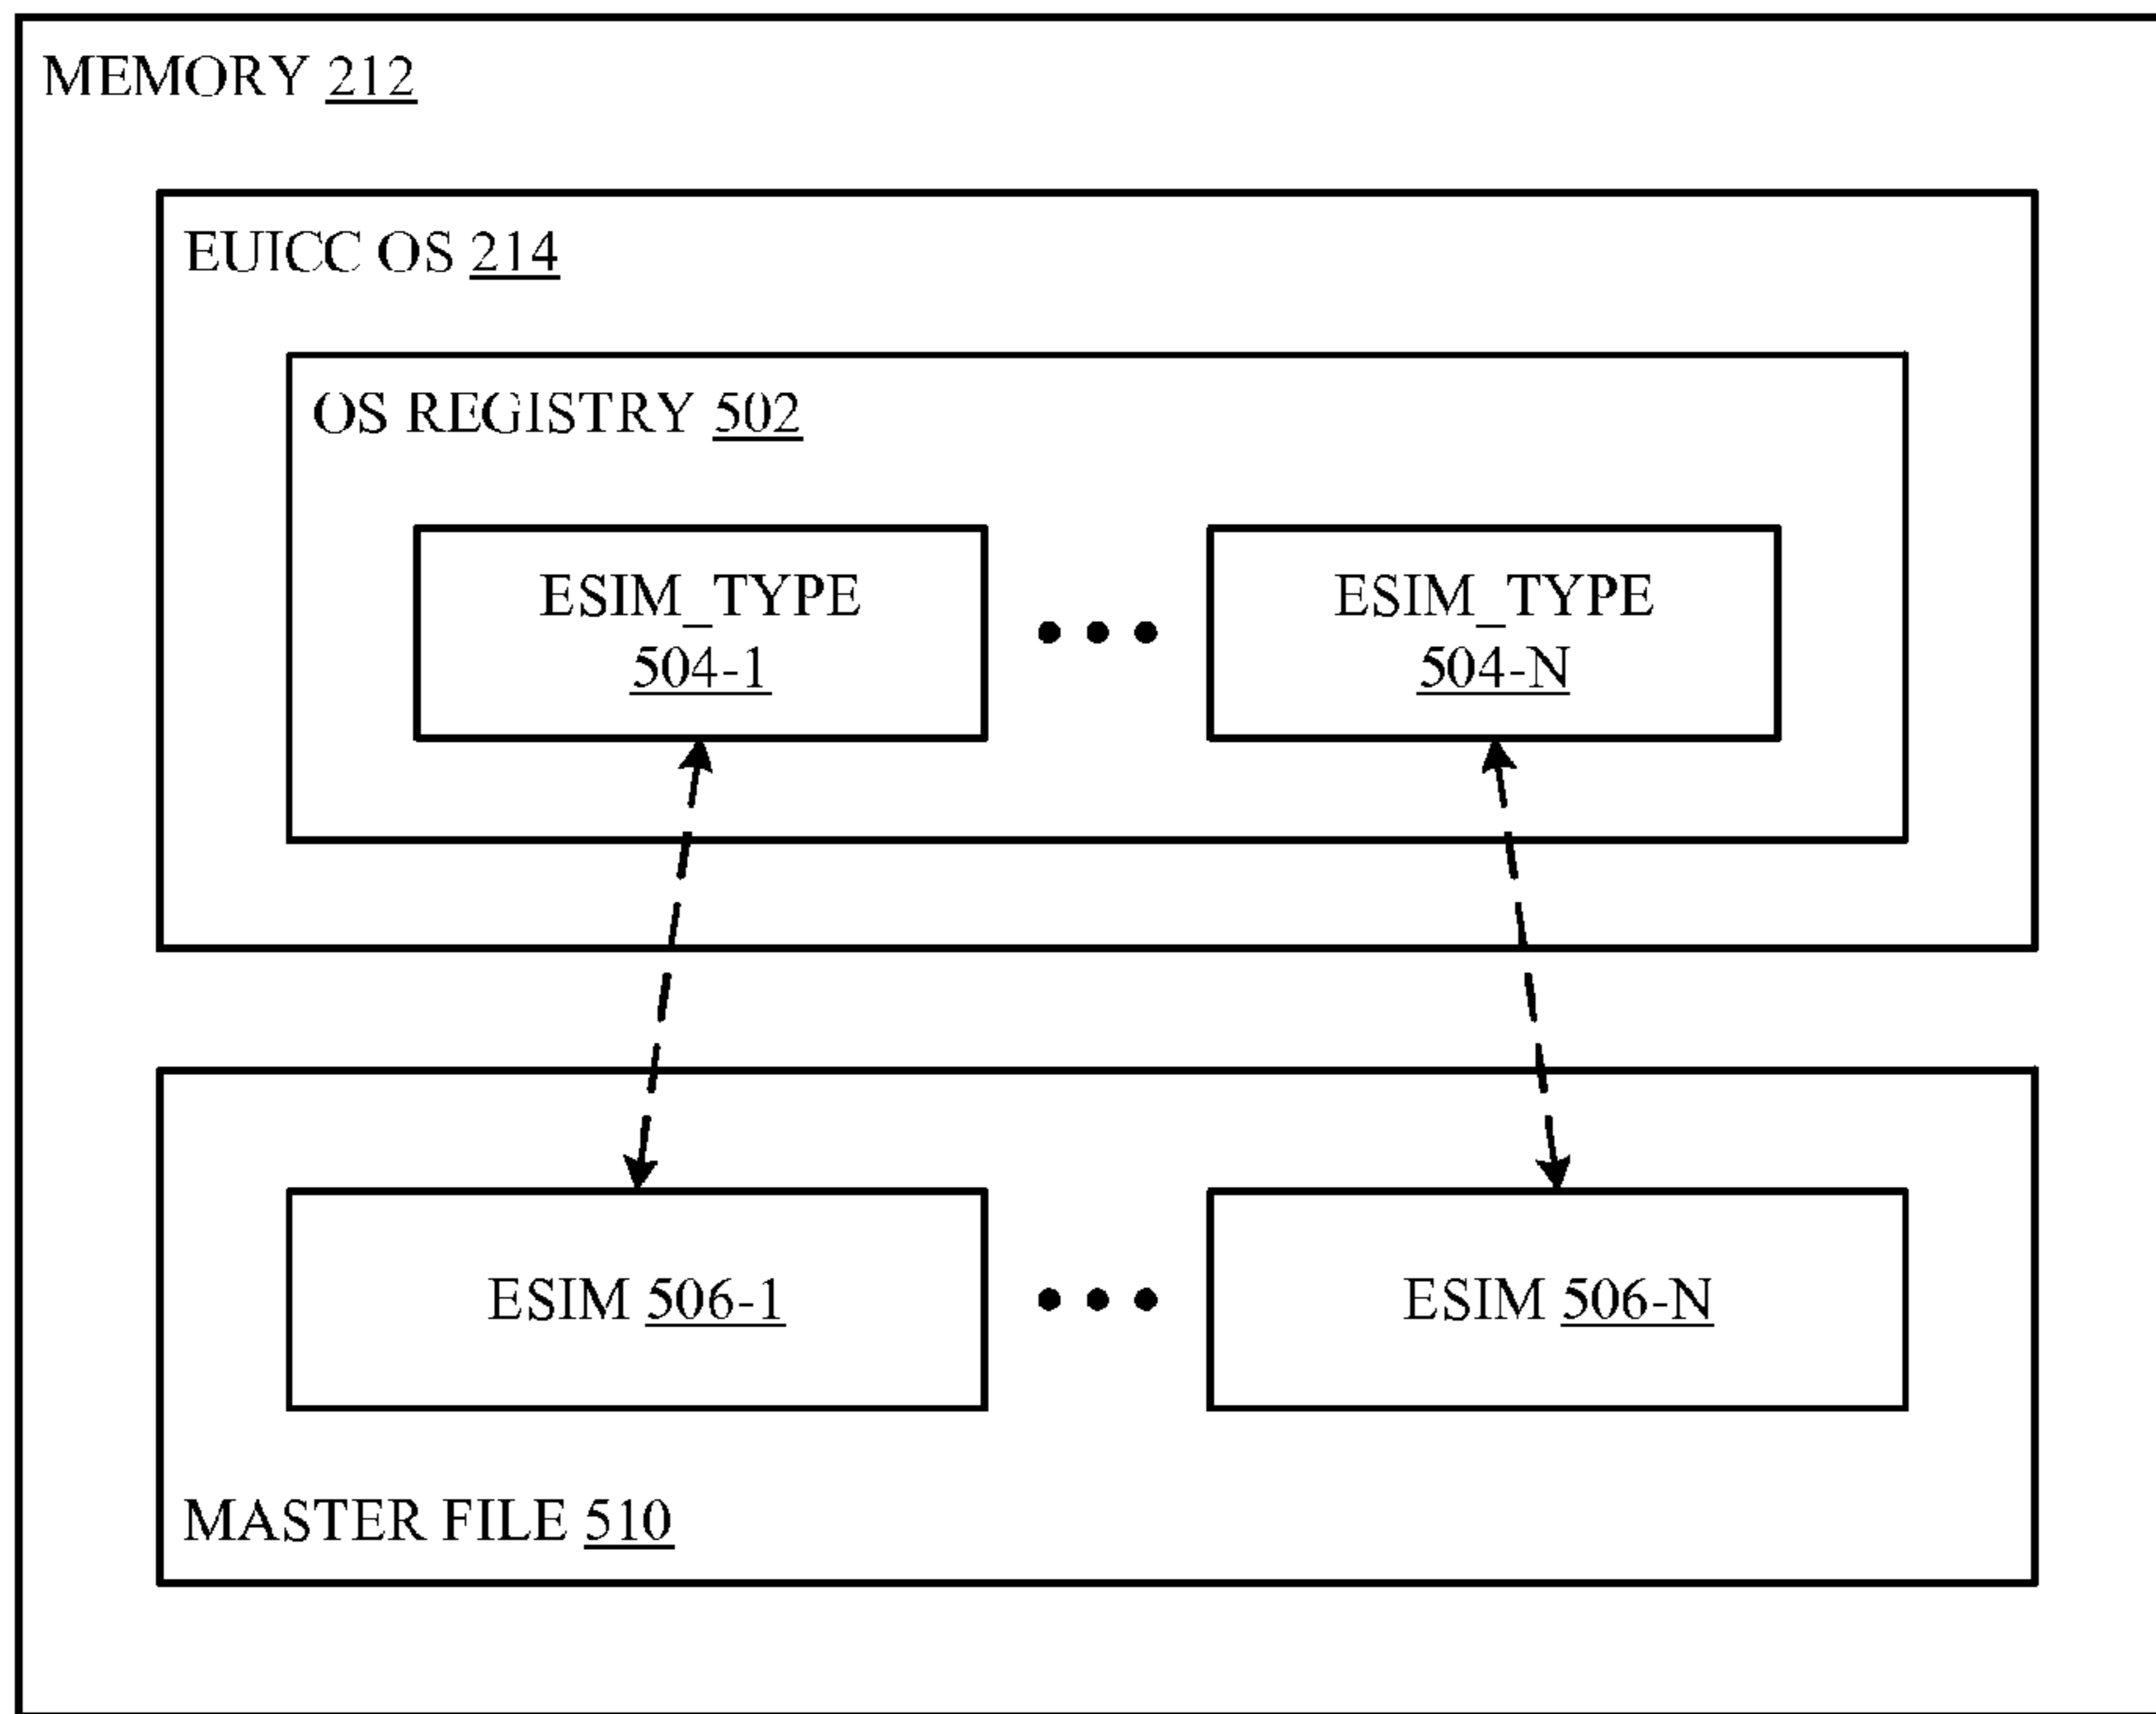 MEMORY 212
EUICC OS 214
OS REGISTRY 502
ESIM_TYPE
504-1
ESIM_TYPE
504-N
ESIM 506-1
ESIM 506-N
MASTER FILE 510